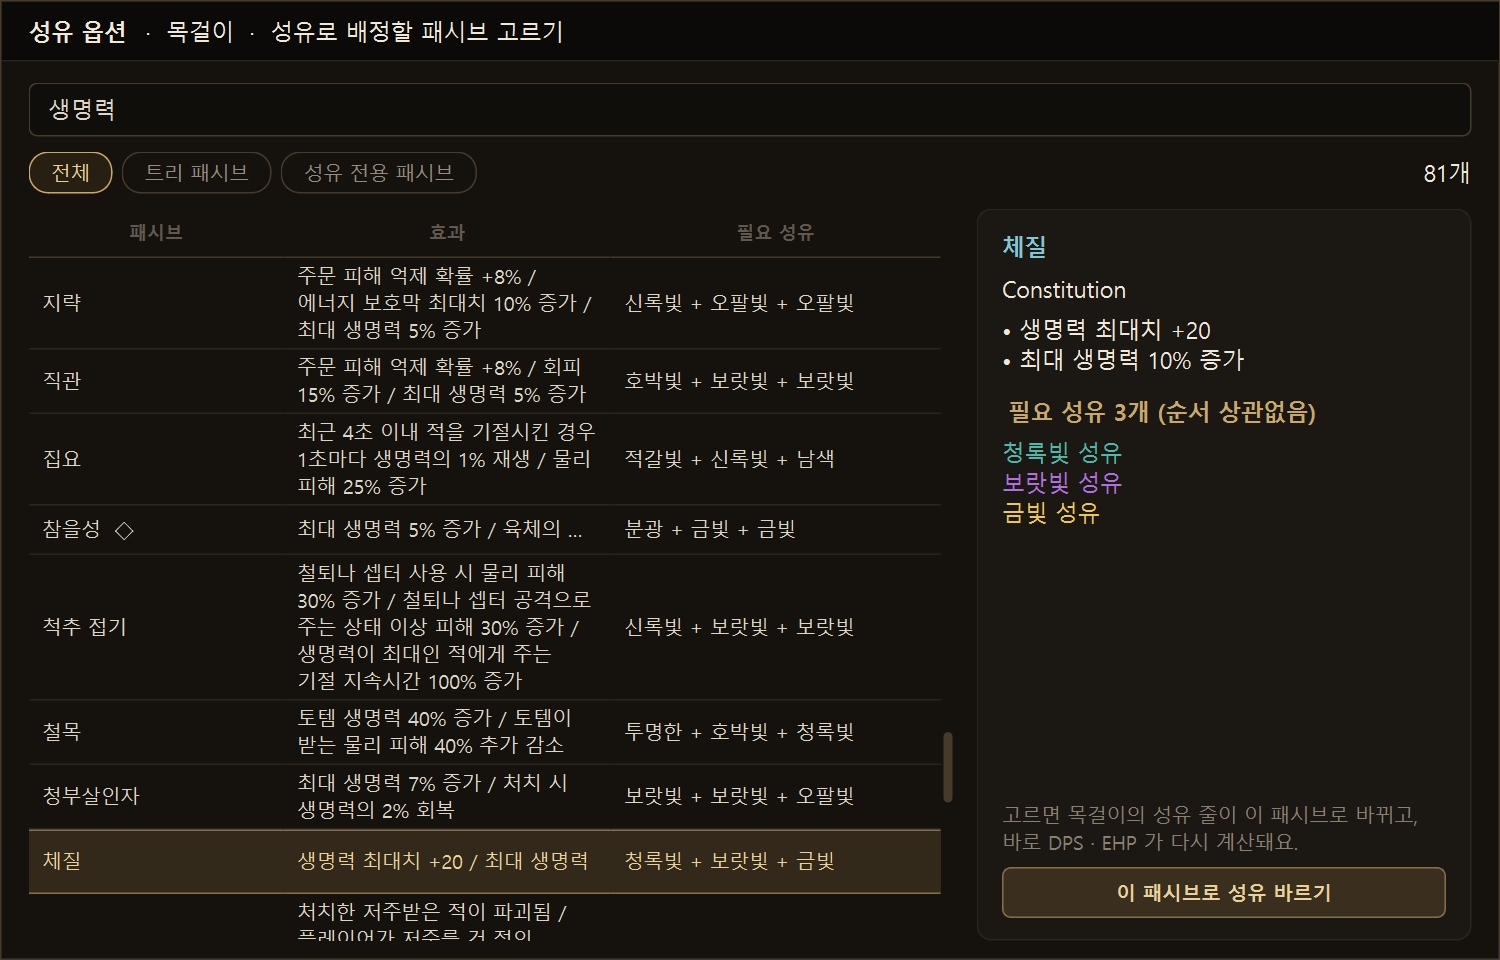 성유 옵션 · 목걸이 · 성유로 배정할 패시브 고르기
생명력
전체 트리 패시브 성유 전용 패시브 81개
패시브 효과 필요 성유
지략
주문 피해 억제 확률 +8% /
에너지 보호막 최대치 10% 증가 /
최대 생명력 5% 증가
신록빛 + 오팔빛 + 오팔빛
직관
주문 피해 억제 확률 +8% / 회피
15% 증가 / 최대 생명력 5% 증가
호박빛 + 보랏빛 + 보랏빛
집요
최근 4초 이내 적을 기절시킨 경우
1초마다 생명력의 1% 재생 / 물리
피해 25% 증가
적갈빛 + 신록빛 + 남색
참을성 ◇
최대 생명력 5% 증가 / 육체의 ...
분광 + 금빛 + 금빛
척추 접기
철퇴나 셉터 사용 시 물리 피해
30% 증가 / 철퇴나 셉터 공격으로
주는 상태 이상 피해 30% 증가 /
생명력이 최대인 적에게 주는
기절 지속시간 100% 증가
신록빛 + 보랏빛 + 보랏빛
철목
토템 생명력 40% 증가 / 토템이
받는 물리 피해 40% 추가 감소
투명한 + 호박빛 + 청록빛
청부살인자
최대 생명력 7% 증가 / 처치 시
생명력의 2% 회복
보랏빛 + 보랏빛 + 오팔빛
체질
생명력 최대치 +20 / 최대 생명력
청록빛 + 보랏빛 + 금빛
처치한 저주받은 적이 파괴됨 /
플레이어가 저주를 건 적의
체질
Constitution
• 생명력 최대치 +20
• 최대 생명력 10% 증가
필요 성유 3개 (순서 상관없음)
청록빛 성유
보랏빛 성유
금빛 성유
고르면 목걸이의 성유 줄이 이 패시브로 바뀌고,
바로 DPS · EHP 가 다시 계산돼요.
이 패시브로 성유 바르기